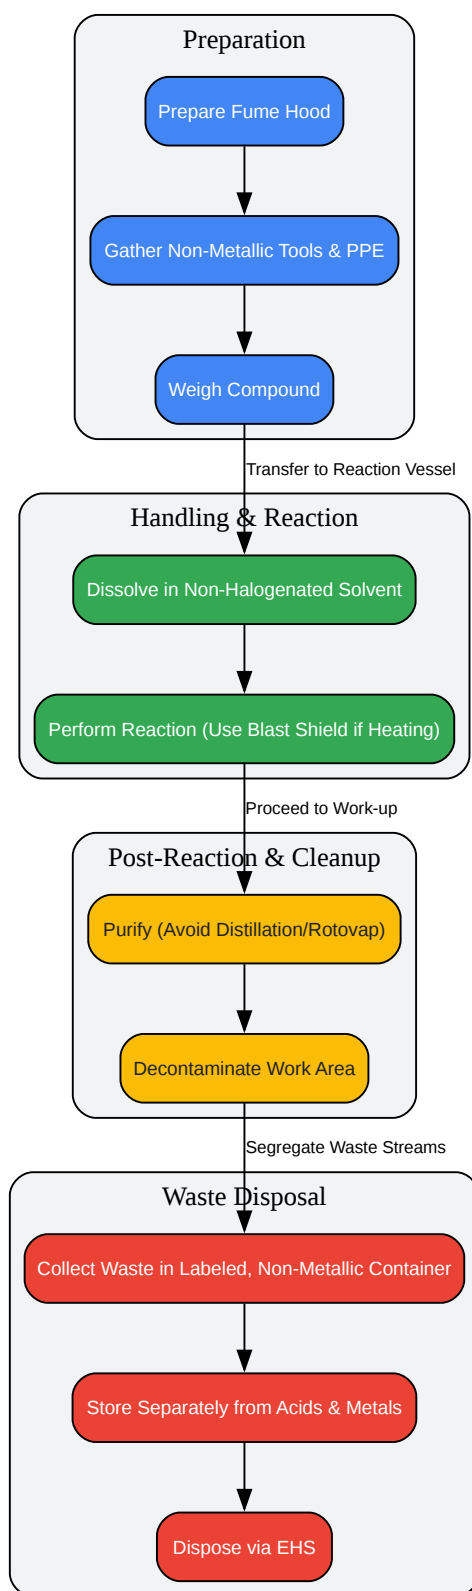 Preparation
Prepare Fume Hood
Gather Non-Metallic Tools & PPE
Weigh Compound
Transfer to Reaction Vessel
Handling & Reaction
Dissolve in Non-Halogenated Solvent
Perform Reaction (Use Blast Shield if Heating)
Proceed to Work-up
Post-Reaction & Cleanup
Purify (Avoid Distillation/Rotovap)
Decontaminate Work Area
Segregate Waste Streams
Waste Disposal
Collect Waste in Labeled, Non-Metallic Container
Store Separately from Acids & Metals
Dispose via EHS